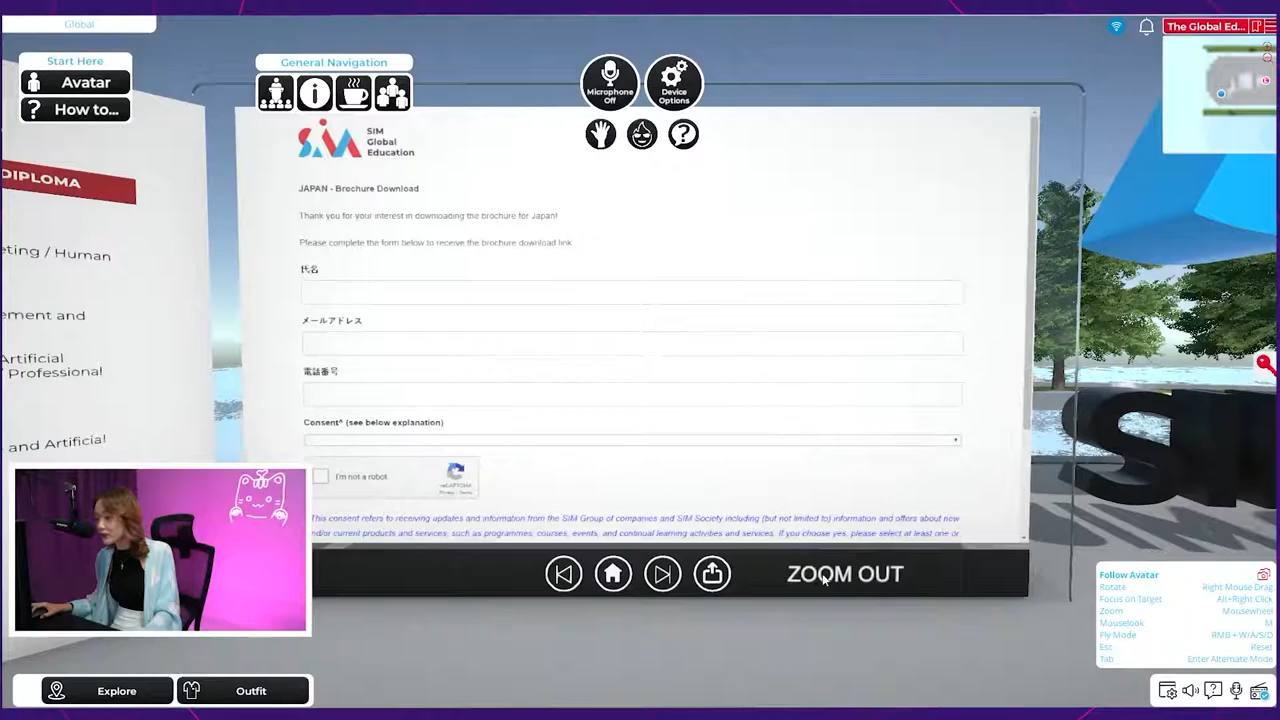 Global
The Global Ed...
Start Here
Avatar
How to...
General Navigation
Microphone
Off
Device
Options
SIM
Global
Education
JAPAN - Brochure Download
Thank you for your interest in downloading the brochure for Japan!
Please complete the form below to receive the brochure download link
氏名
メールアドレス
電話番号
Consent^ (see below explanation)
I'm not a robot
reCAPTCHA
Privacy - Terms
This consent refers to receiving updates and information from the SIM Group of companies and SIM Society including (but not limited to) information and offers about new
and/or current products and services, such as programmes, courses, events, and continual learning activities and services. If you choose yes, please select at least one or
ZOOM OUT
DIPLOMA
eting / Human
ement and
Artificial
Professional
and Artificial
SI
Follow Avatar
Rotate Right Mouse Drag
Focus on Target Alt+Right Click
Zoom Mousewheel
Mouselook M
Fly Mode RMB + W/A/S/D
Esc Reset
Tab Enter Alternate Mode
Explore
Outfit